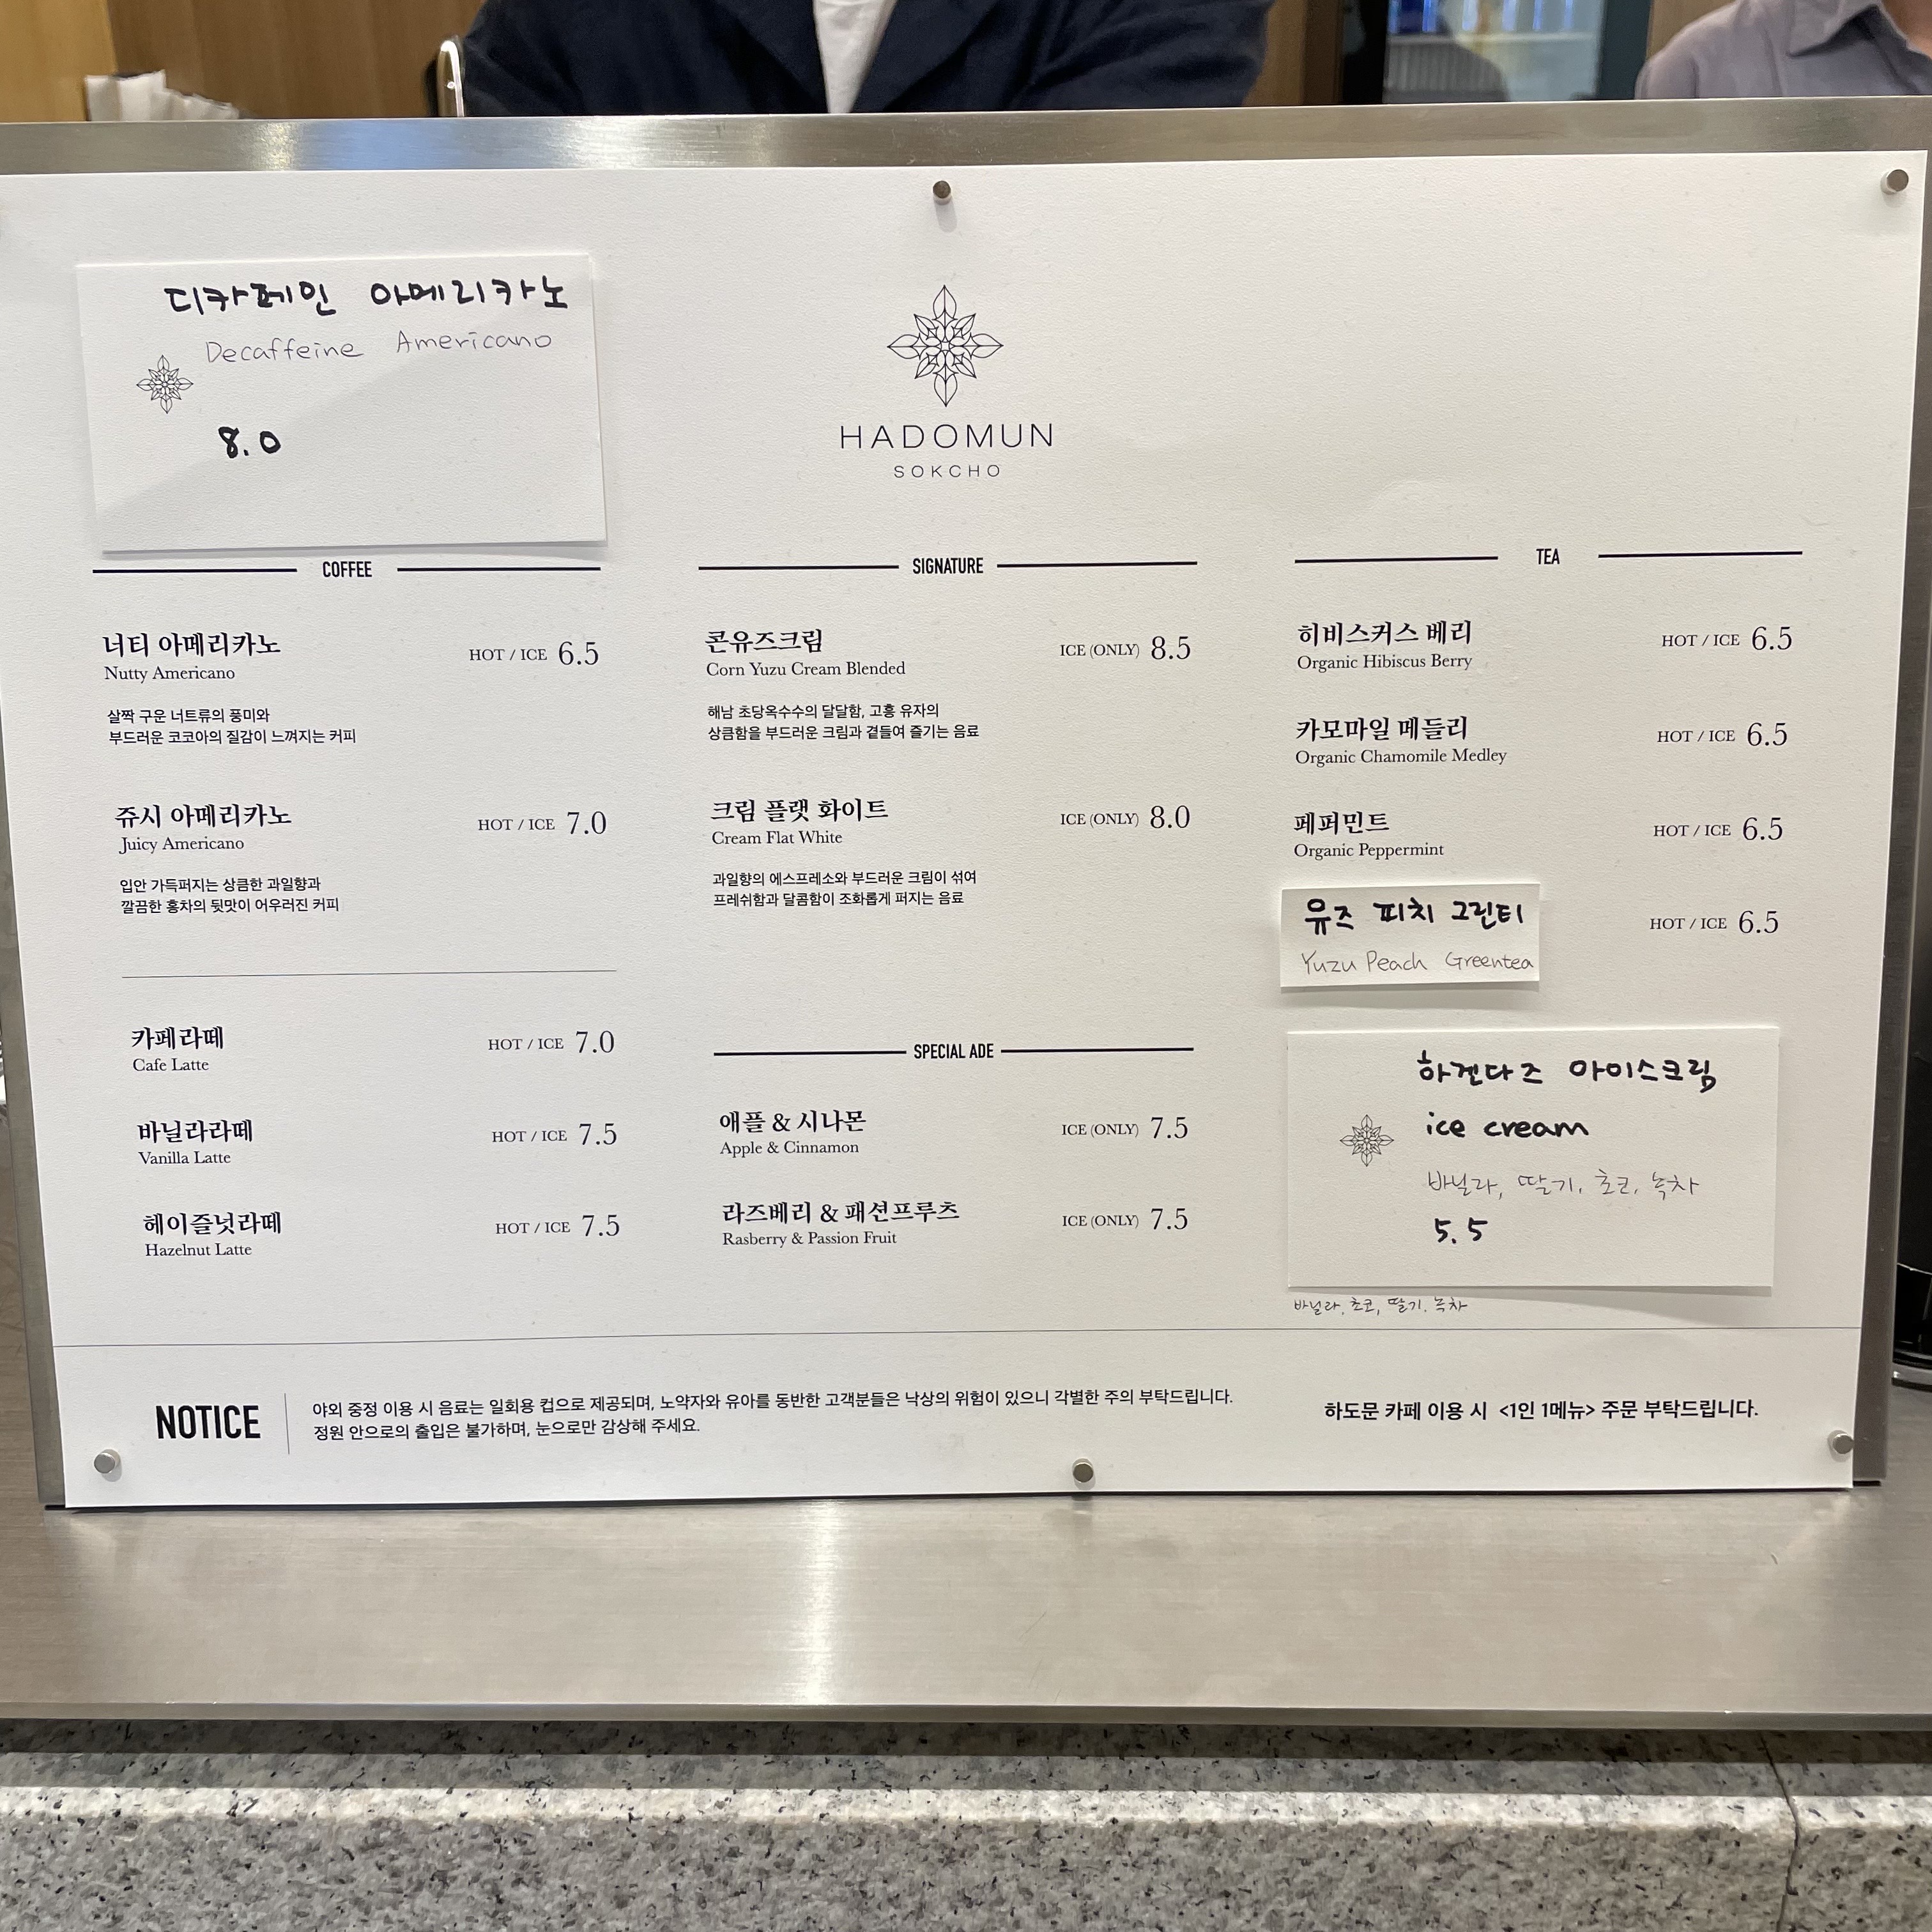 디카페인 아메리카노
Decaffeine Americano
8.0
HADOMUN
SOKCHO
COFFEE
너티 아메리카노
Nutty Americano
HOT / ICE 6.5
살짝 구운 너트류의 풍미와
부드러운 코코아의 질감이 느껴지는 커피
쥬시 아메리카노
Juicy Americano
HOT / ICE 7.0
입안 가득퍼지는 상큼한 과일향과
깔끔한 홍차의 뒷맛이 어우러진 커피
카페라떼
Cafe Latte
HOT / ICE 7.0
바닐라라떼
Vanilla Latte
HOT / ICE 7.5
헤이즐넛라떼
Hazelnut Latte
HOT / ICE 7.5
SIGNATURE
콘유즈크림
Corn Yuzu Cream Blended
ICE (ONLY) 8.5
해남 초당옥수수의 달달함, 고흥 유자의
상큼함을 부드러운 크림과 곁들여 즐기는 음료
크림 플랫 화이트
Cream Flat White
ICE (ONLY) 8.0
과일향의 에스프레소와 부드러운 크림이 섞여
프레쉬함과 달콤함이 조화롭게 퍼지는 음료
SPECIAL ADE
애플 & 시나몬
Apple & Cinnamon
ICE (ONLY) 7.5
라즈베리 & 패션프루츠
Rasberry & Passion Fruit
ICE (ONLY) 7.5
TEA
히비스커스 베리
Organic Hibiscus Berry
HOT / ICE 6.5
카모마일 메들리
Organic Chamomile Medley
HOT / ICE 6.5
페퍼민트
Organic Peppermint
HOT / ICE 6.5
유즈 피치 그린티
Yuzu Peach Greentea
HOT / ICE 6.5
하겐다즈 아이스크림
ice cream
바닐라, 딸기, 초코, 녹차
5.5
바닐라, 초코, 딸기, 녹차
NOTICE
야외 중정 이용 시 음료는 일회용 컵으로 제공되며, 노약자와 유아를 동반한 고객분들은 낙상의 위험이 있으니 각별한 주의 부탁드립니다.
정원 안으로의 출입은 불가하며, 눈으로만 감상해 주세요.
하도문 카페 이용 시 <1인 1메뉴> 주문 부탁드립니다.